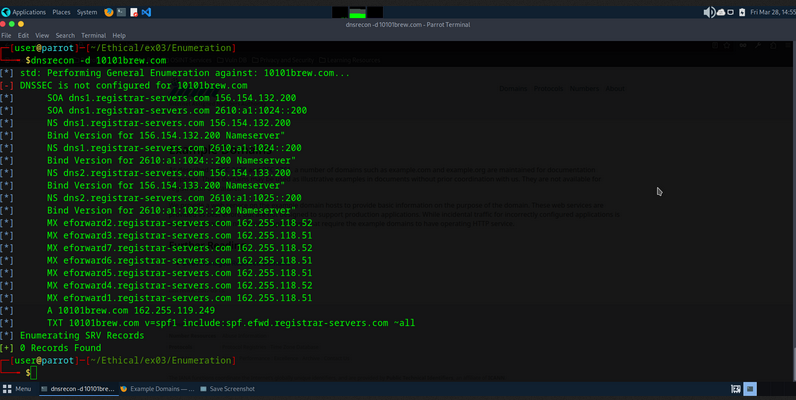 Applications Places System Fri Mar 28, 14:55
dnsrecon -d 10101brew.com - Parrot Terminal
File Edit View Search Terminal Help
[user@parrot]-[~/Ethical/ex03/Enumeration]
$dnsrecon -d 10101brew.com
[*] std: Performing General Enumeration against: 10101brew.com...
[-] DNSSEC is not configured for 10101brew.com
[*] SOA dns1.registrar-servers.com 156.154.132.200
[*] SOA dns1.registrar-servers.com 2610:a1:1024::200
[*] NS dns1.registrar-servers.com 156.154.132.200
[*] Bind Version for 156.154.132.200 Nameserver"
[*] NS dns1.registrar-servers.com 2610:a1:1024::200
[*] Bind Version for 2610:a1:1024::200 Nameserver"
[*] NS dns2.registrar-servers.com 156.154.133.200
[*] Bind Version for 156.154.133.200 Nameserver"
[*] NS dns2.registrar-servers.com 2610:a1:1025::200
[*] Bind Version for 2610:a1:1025::200 Nameserver"
[*] MX eforward2.registrar-servers.com 162.255.118.52
[*] MX eforward3.registrar-servers.com 162.255.118.51
[*] MX eforward7.registrar-servers.com 162.255.118.52
[*] MX eforward6.registrar-servers.com 162.255.118.51
[*] MX eforward5.registrar-servers.com 162.255.118.51
[*] MX eforward4.registrar-servers.com 162.255.118.52
[*] MX eforward1.registrar-servers.com 162.255.118.51
[*] A 10101brew.com 162.255.119.249
[*] TXT 10101brew.com v=spf1 include:spf.efwd.registrar-servers.com ~all
[*] Enumerating SRV Records
[+] 0 Records Found
[user@parrot]-[~/Ethical/ex03/Enumeration]
$
Menu dnsrecon -d 10101bre... Example Domains — ... Save Screenshot